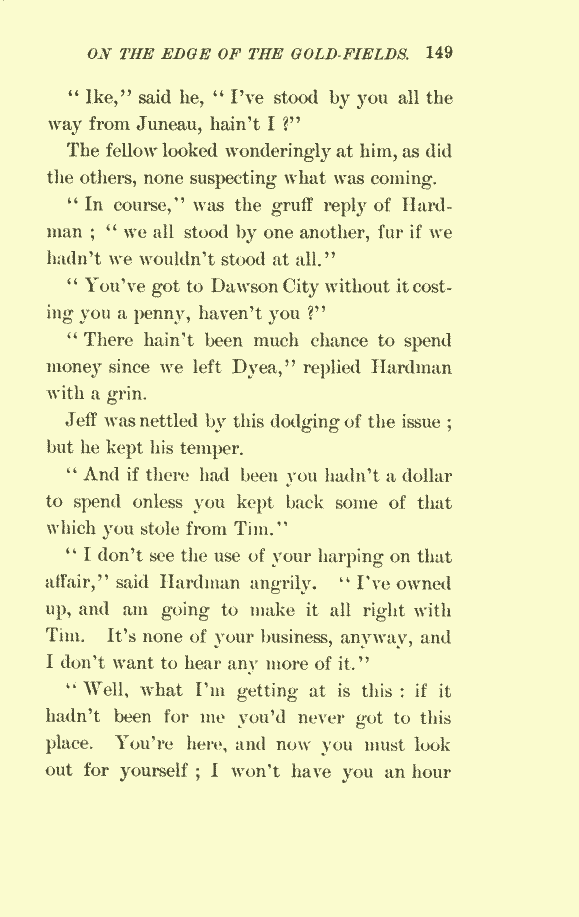 ON THE EDGE OF THE GOLD-FIELDS. 149
“ Ike,” said he, “ I’ve stood by you all the
way from Juneau, hain’t I ?”
The fellow looked wonderingly at him, as did
the others, none suspecting what was coming.
“ In course,” was the gruff reply of Hard-
man ; “ we all stood by one another, fur if we
hadn’t we wouldn’t stood at all.”
“ You’ve got to Dawson City without it cost-
ing you a penny, haven’t you ?”
“ There hain’t been much chance to spend
money since we left Dyea,” replied Hardman
with a grin.
Jeff was nettled by this dodging of the issue ;
but he kept his temper.
“ And if there had been you hadn’t a dollar
to spend onless you kept back some of that
which you stole from Tim.”
“ I don’t see the use of your harping on that
affair,” said Hardman angrily. “ I’ve owned
up, and am going to make it all right with
Tim. It’s none of your business, anyway, and
I don’t want to hear any more of it.”
“ Well, what I’m getting at is this : if it
hadn’t been for me you’d never got to this
place. You’re here, and now you must look
out for yourself ; I won’t have you an hour